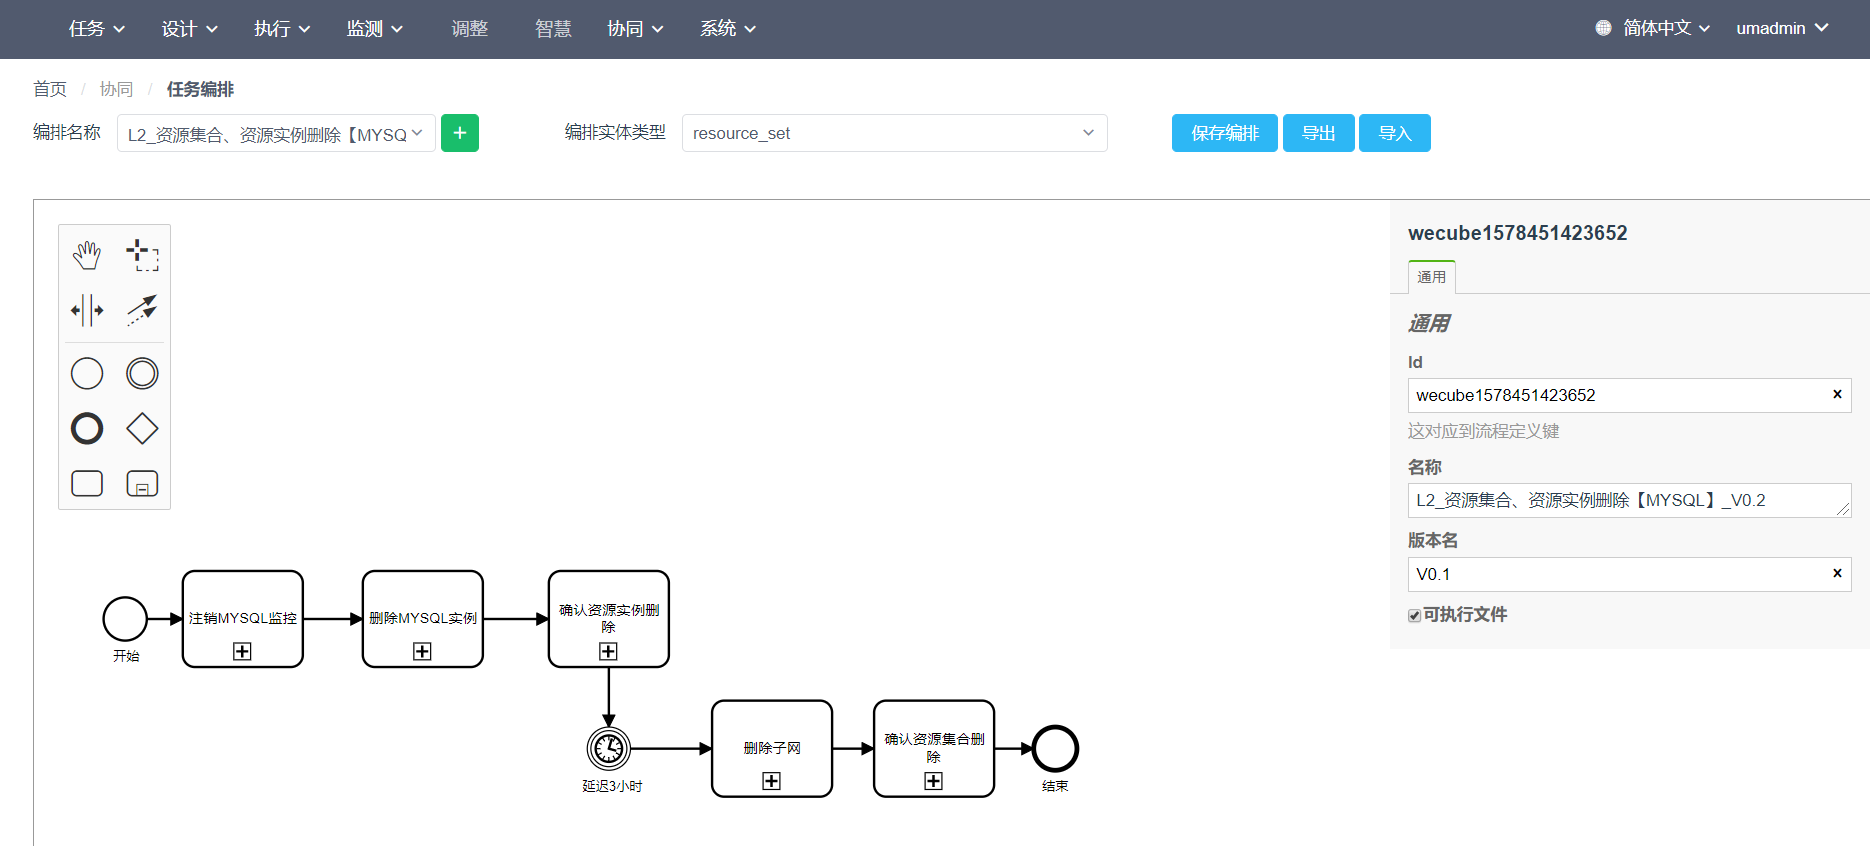 任务 设计 执行 监测 调整 智慧 协同 系统 简体中文 umadmin
首页 / 协同 / 任务编排
编排名称 L2_资源集合、资源实例删除【MYSQ + 编排实体类型 resource_set 保存编排 导出 导入
wecube1578451423652
通用
通用
Id
wecube1578451423652
这对应到流程定义键
名称
L2_资源集合、资源实例删除【MYSQL】_V0.2
版本名
V0.1
可执行文件
开始
注销MYSQL监控
删除MYSQL实例
确认资源实例删
除
延迟3小时
删除子网
确认资源集合删
除
结束